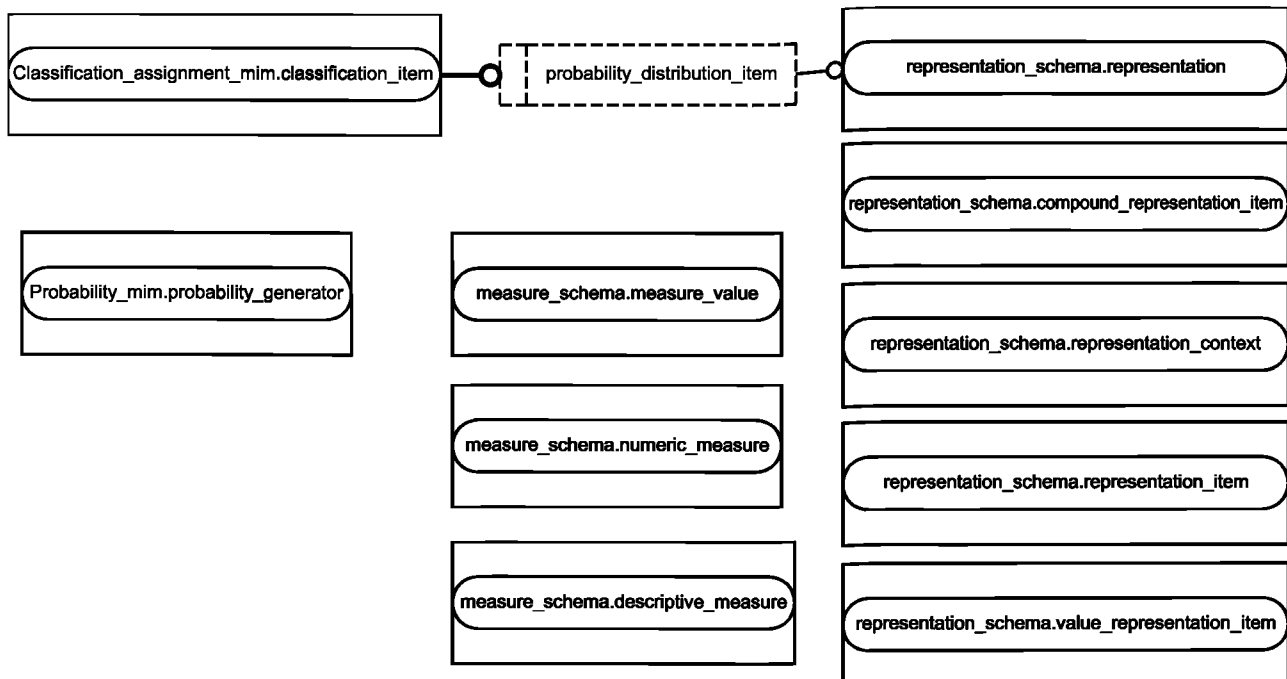 Classification_assignment_mim.classification_item
probability_distribution_item
representation_schema.representation
representation_schema.compound_representation_item
Probability_mim.probability_generator
measure_schema.measure_value
representation_schema.representation_context
measure_schema.numeric_measure
representation_schema.representation_item
measure_schema.descriptive_measure
representation_schema.value_representation_item